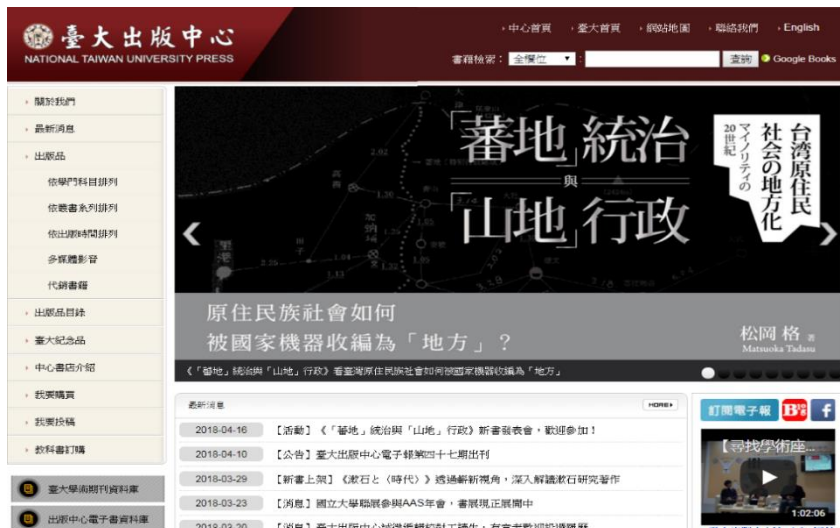 臺大出版中心
NATIONAL TAIWAN UNIVERSITY PRESS
中心首頁
臺大首頁
網站地圖
聯絡我們
English
書籍檢索：
全欄位
:
查詢
Google Books
關於我們
最新消息
出版品
依學門科目排列
依叢書系列排列
依出版時間排列
多媒體影音
代銷書籍
出版品目錄
臺大紀念品
中心書店介紹
我要購買
我要投稿
教科書訂購
臺大學術期刊資料庫
出版中心電子書資料庫
「蕃地」統治
與
「山地」行政
台湾原住民
社会の地方化
マイノリティの
20世紀
原住民族社會如何
被國家機器收編為「地方」？
松岡 格 著
Matsuoka Tadasu
《「蕃地」統治與「山地」行政》看臺灣原住民族社會如何被國家機器收編為「地方」
最新消息
MORE
2018-04-16 【活動】《「蕃地」統治與「山地」行政》新書發表會，歡迎參加！
2018-04-10 【公告】臺大出版中心電子報第四十七期出刊
2018-03-29 【新書上架】《漱石と〈時代〉》透過嶄新視角，深入解讀漱石研究著作
2018-03-23 【消息】國立大學聯展參與AAS年會，書展現正展開中
2018-03-20
訂閱電子報
【尋找學術座...
1:02:06